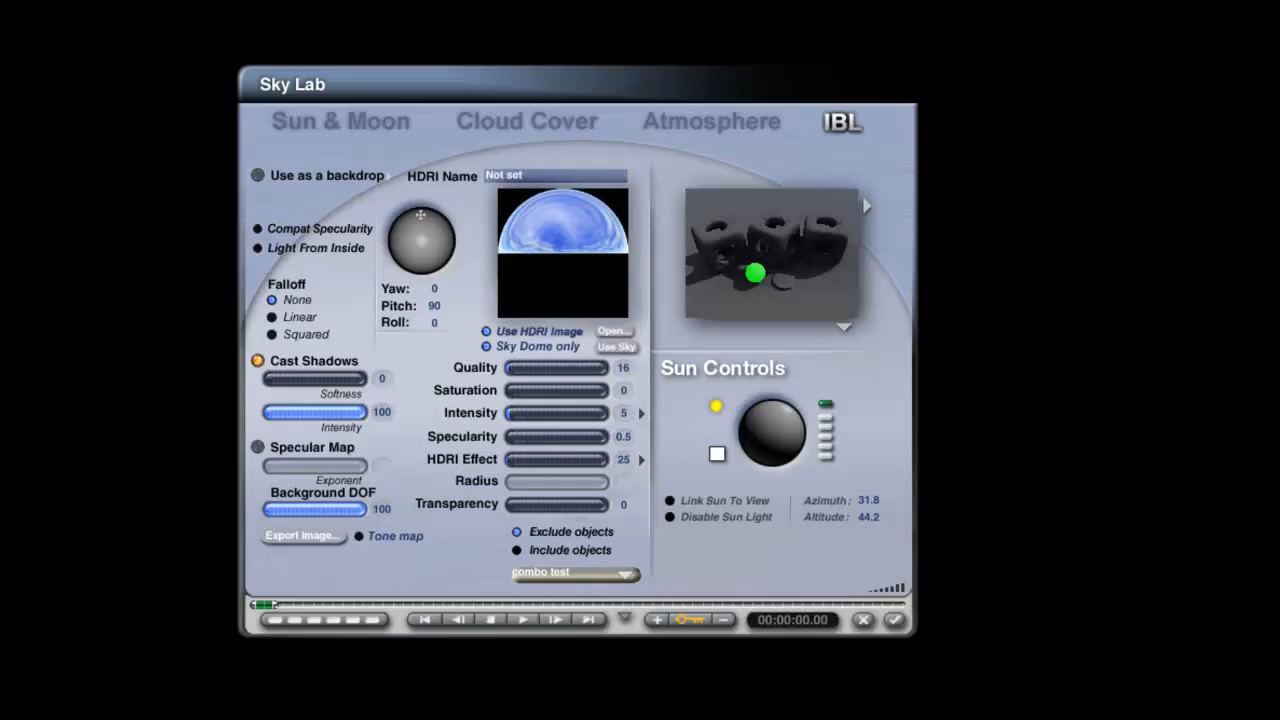 Sky Lab
Sun & Moon Cloud Cover Atmosphere IBL
Use as a backdrop HDRI Name Not set
Compat Specularity
Light From Inside
Falloff
None
Linear
Squared
Yaw: 0
Pitch: 90
Roll: 0
Use HDRI Image Open...
Sky Dome only Use Sky
Cast Shadows
0
Softness
100
Intensity
Specular Map
Exponent
Background DOF
100
Export Image... Tone map
Quality 16
Saturation 0
Intensity 5
Specularity 0.5
HDRI Effect 25
Radius
Transparency 0
Exclude objects
Include objects
combo test
Sun Controls
Link Sun To View Azimuth: 31.8
Disable Sun Light Altitude: 44.2
00:00:00.00